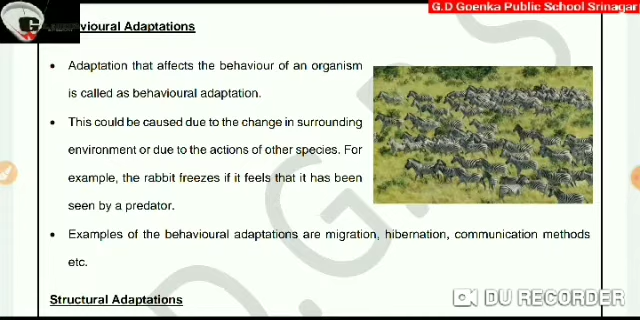 G.D Goenka Public School Srinagar
vioural Adaptations
• Adaptation that affects the behaviour of an organism
is called as behavioural adaptation.
• This could be caused due to the change in surrounding
environment or due to the actions of other species. For
example, the rabbit freezes if it feels that it has been
seen by a predator.
• Examples of the behavioural adaptations are migration, hibernation, communication methods
etc.
Structural Adaptations
DU RECORDER